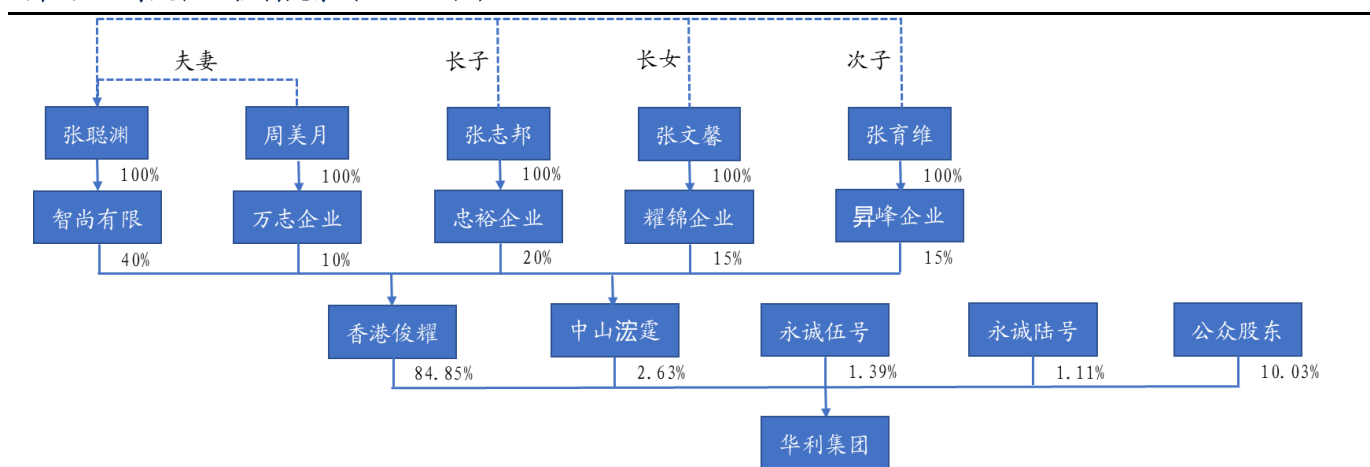 夫妻
长子
长女
次子
张聪渊
周美月
张志邦
张文馨
张育维
100%
100%
100%
100%
100%
智尚有限
万志企业
忠裕企业
耀锦企业
昇峰企业
40%
10%
20%
15%
15%
香港俊耀
中山浤霆
永诚伍号
永诚陆号
公众股东
84.85%
2.63%
1.39%
1.11%
10.03%
华利集团